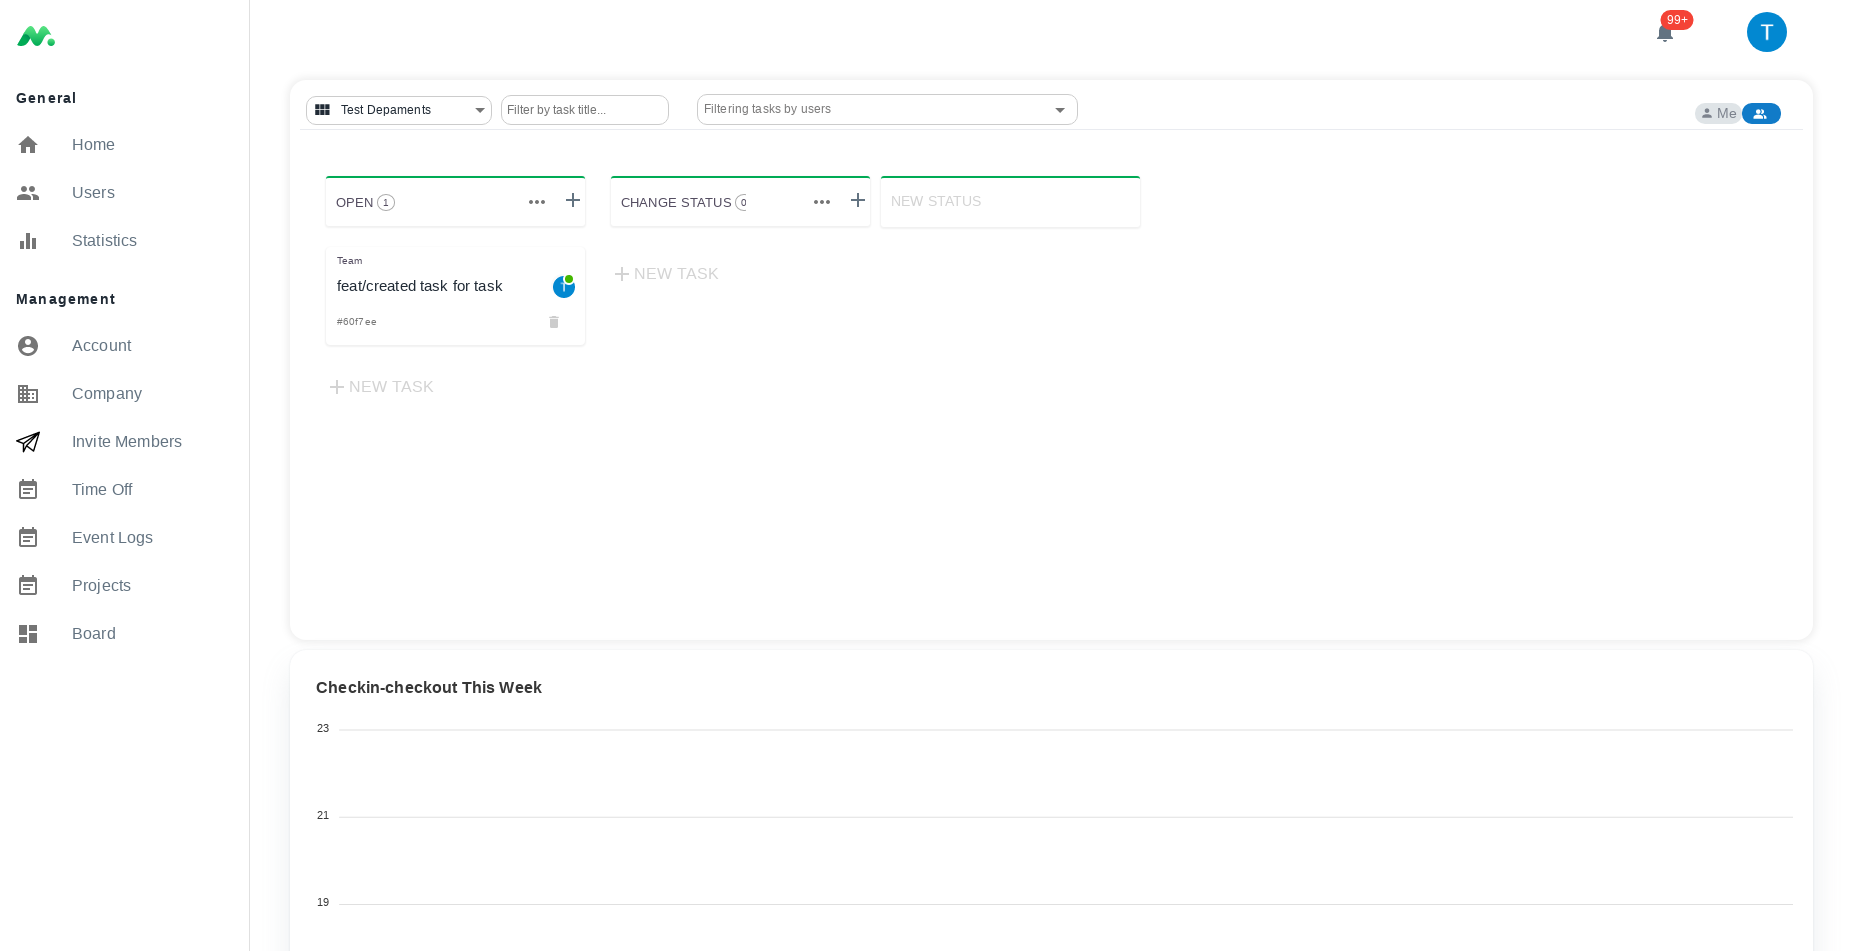 99+
T
General
Home
Users
Statistics
Management
Account
Company
Invite Members
Time Off
Event Logs
Projects
Board
Test Depaments
Filter by task title...
Filtering tasks by users
Me
OPEN 1
CHANGE STATUS 0
NEW STATUS
Team
feat/created task for task
T
#60f7ee
NEW TASK
NEW TASK
Checkin-checkout This Week
23
21
19